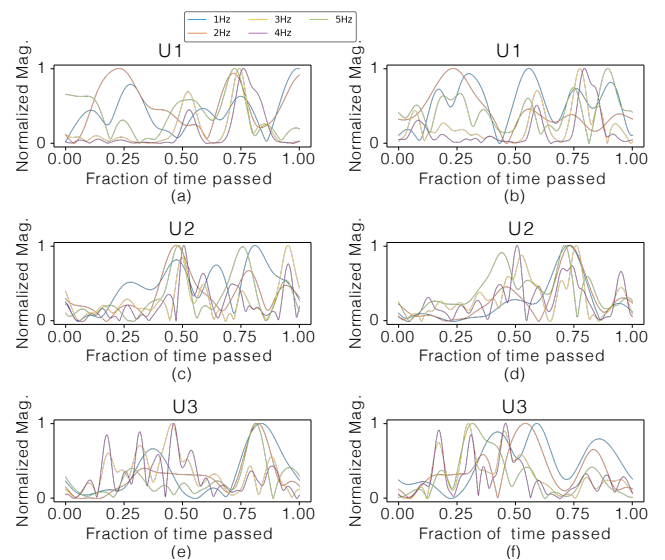 1Hz 3Hz 5Hz
2Hz 4Hz
U1 U1
Normalized Mag. Normalized Mag.
1 1
0 0
0.00 0.25 0.50 0.75 1.00 0.00 0.25 0.50 0.75 1.00
Fraction of time passed Fraction of time passed
(a) (b)
U2 U2
Normalized Mag. Normalized Mag.
1 1
0 0
0.00 0.25 0.50 0.75 1.00 0.00 0.25 0.50 0.75 1.00
Fraction of time passed Fraction of time passed
(c) (d)
U3 U3
Normalized Mag. Normalized Mag.
1 1
0 0
0.00 0.25 0.50 0.75 1.00 0.00 0.25 0.50 0.75 1.00
Fraction of time passed Fraction of time passed
(e) (f)